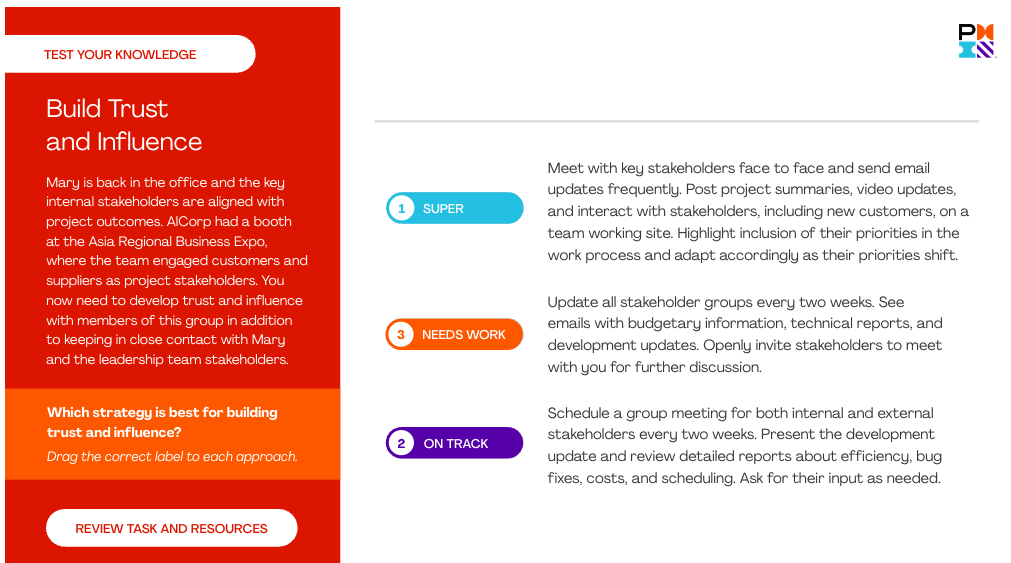 TEST YOUR KNOWLEDGE
Build Trust
and Influence
Mary is back in the office and the key
internal stakeholders are aligned with
project outcomes. AICorp had a booth
at the Asia Regional Business Expo,
where the team engaged customers and
suppliers as project stakeholders. You
now need to develop trust and influence
with members of this group in addition
to keeping in close contact with Mary
and the leadership team stakeholders.
Which strategy is best for building
trust and influence?
Drag the correct label to each approach.
REVIEW TASK AND RESOURCES
1 SUPER
Meet with key stakeholders face to face and send email
updates frequently. Post project summaries, video updates,
and interact with stakeholders, including new customers, on a
team working site. Highlight inclusion of their priorities in the
work process and adapt accordingly as their priorities shift.
3 NEEDS WORK
Update all stakeholder groups every two weeks. See
emails with budgetary information, technical reports, and
development updates. Openly invite stakeholders to meet
with you for further discussion.
2 ON TRACK
Schedule a group meeting for both internal and external
stakeholders every two weeks. Present the development
update and review detailed reports about efficiency, bug
fixes, costs, and scheduling. Ask for their input as needed.